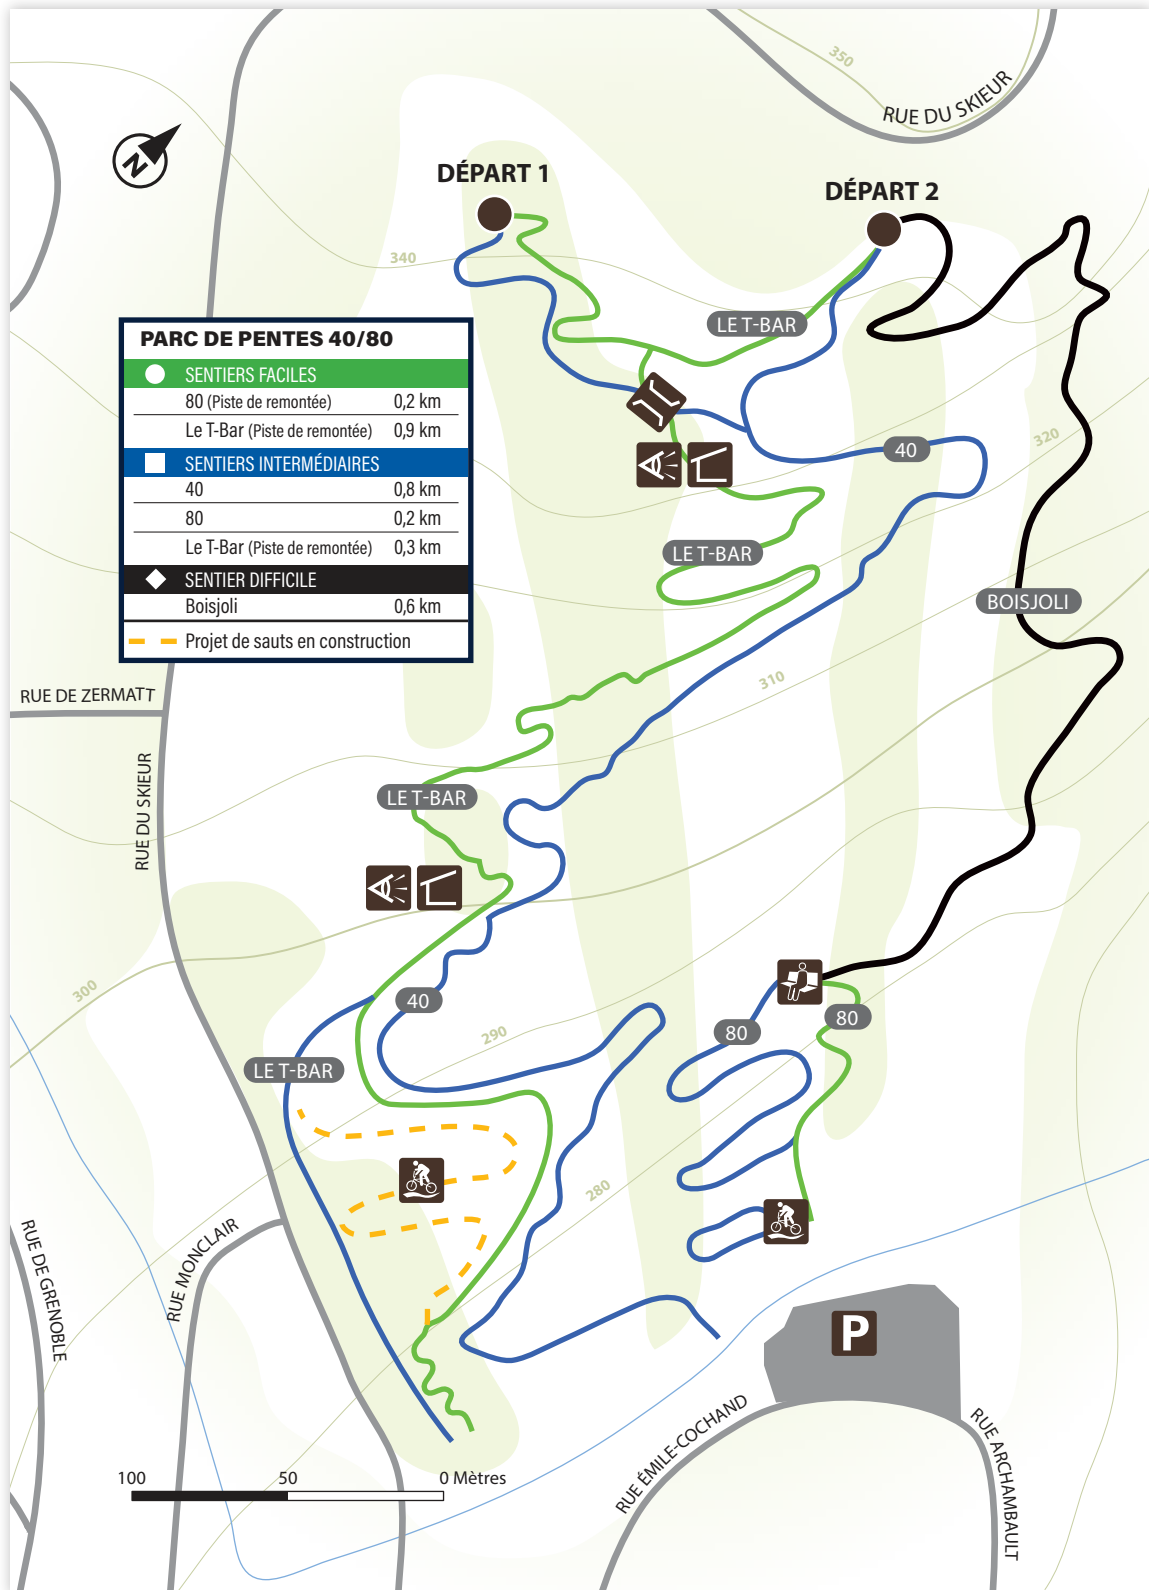 350
RUE DU SKIEUR
N
DÉPART 1
DÉPART 2
340
LE T-BAR
PARC DE PENTES 40/80
SENTIERS FACILES
80 (Piste de remontée) 0,2 km
Le T-Bar (Piste de remontée) 0,9 km
SENTIERS INTERMÉDIAIRES
40 0,8 km
80 0,2 km
Le T-Bar (Piste de remontée) 0,3 km
SENTIER DIFFICILE
Boisjoli 0,6 km
Projet de sauts en construction
320
40
LE T-BAR
BOISJOLI
310
RUE DE ZERMATT
RUE DU SKIEUR
LE T-BAR
300
40
290
80
80
LE T-BAR
280
RUE DE GRENOBLE
RUE MONCLAIR
P
RUE ÉMILE-COCHAND
RUE ARCHAMBAULT
100 50 0 Mètres